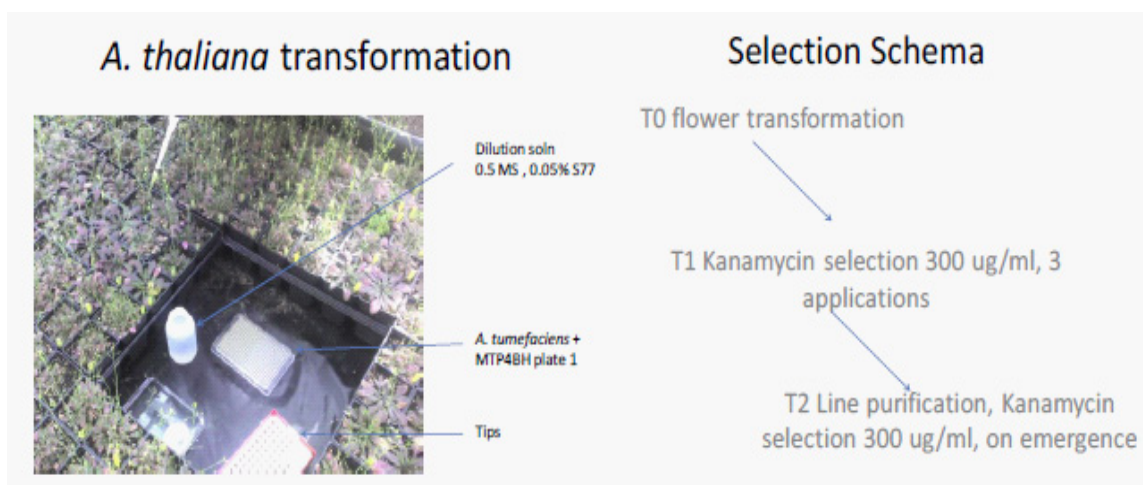 A. thaliana transformation
Dilution soln
0.5 MS , 0.05% S77
A. tumefaciens +
MTP4BH plate 1
Tips
Selection Schema
T0 flower transformation
T1 Kanamycin selection 300 ug/ml, 3
applications
T2 Line purification, Kanamycin
selection 300 ug/ml, on emergence